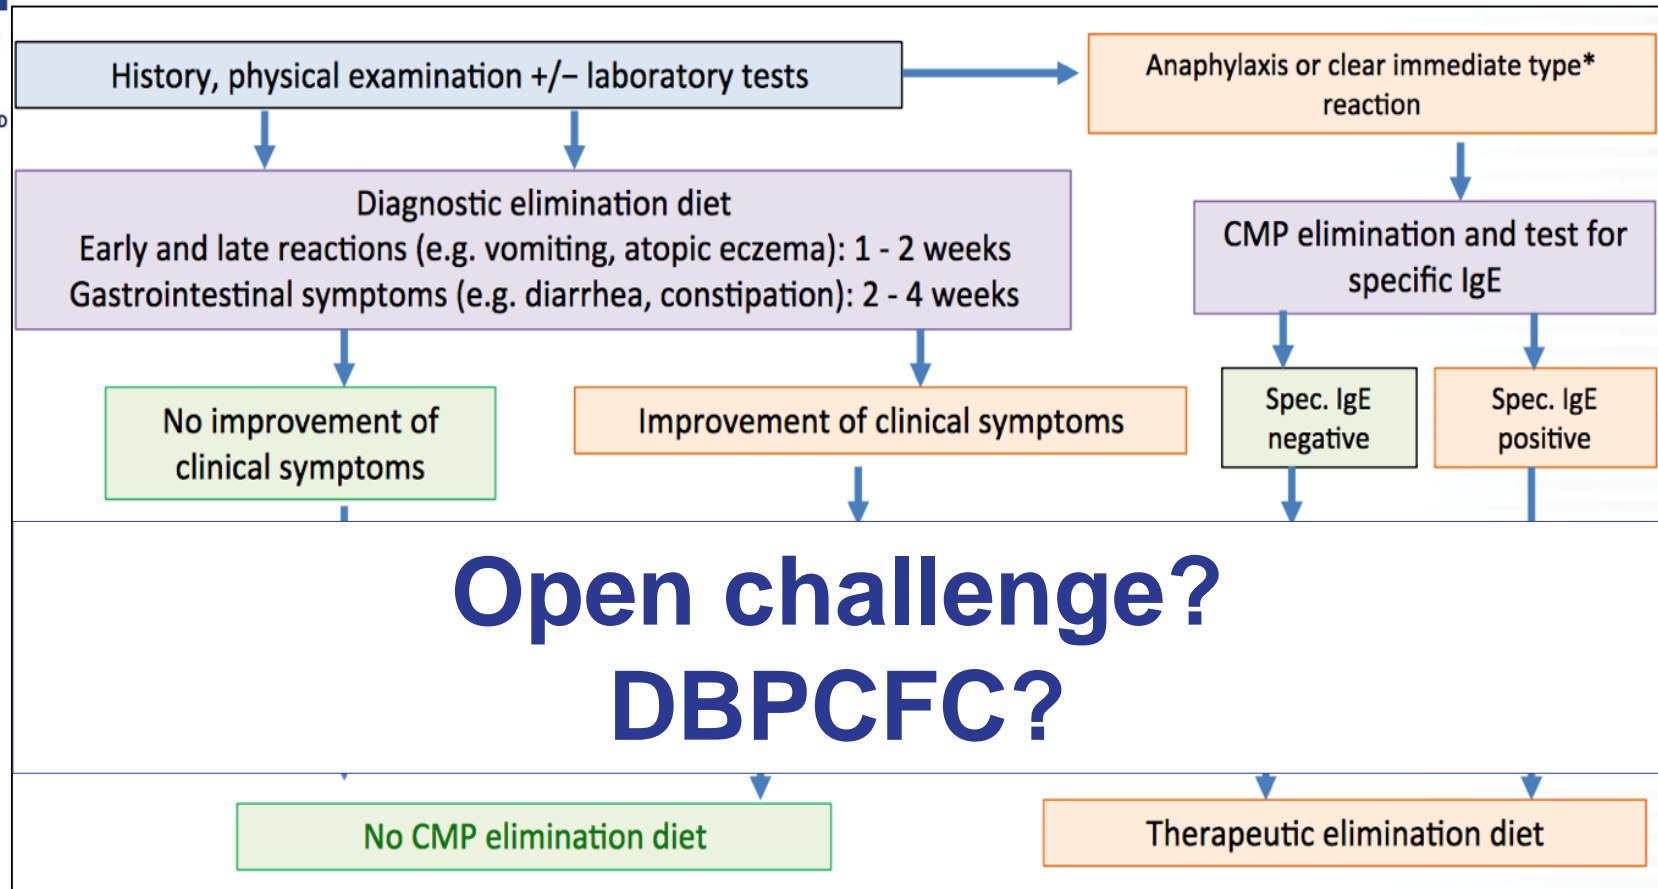 History, physical examination +/− laboratory tests
Anaphylaxis or clear immediate type*
reaction
D
Diagnostic elimination diet
Early and late reactions (e.g. vomiting, atopic eczema): 1 - 2 weeks
Gastrointestinal symptoms (e.g. diarrhea, constipation): 2 - 4 weeks
CMP elimination and test for
specific IgE
No improvement of
clinical symptoms
Improvement of clinical symptoms
Spec. IgE
negative
Spec. IgE
positive
Open challenge?
DBPCFC?
No CMP elimination diet
Therapeutic elimination diet